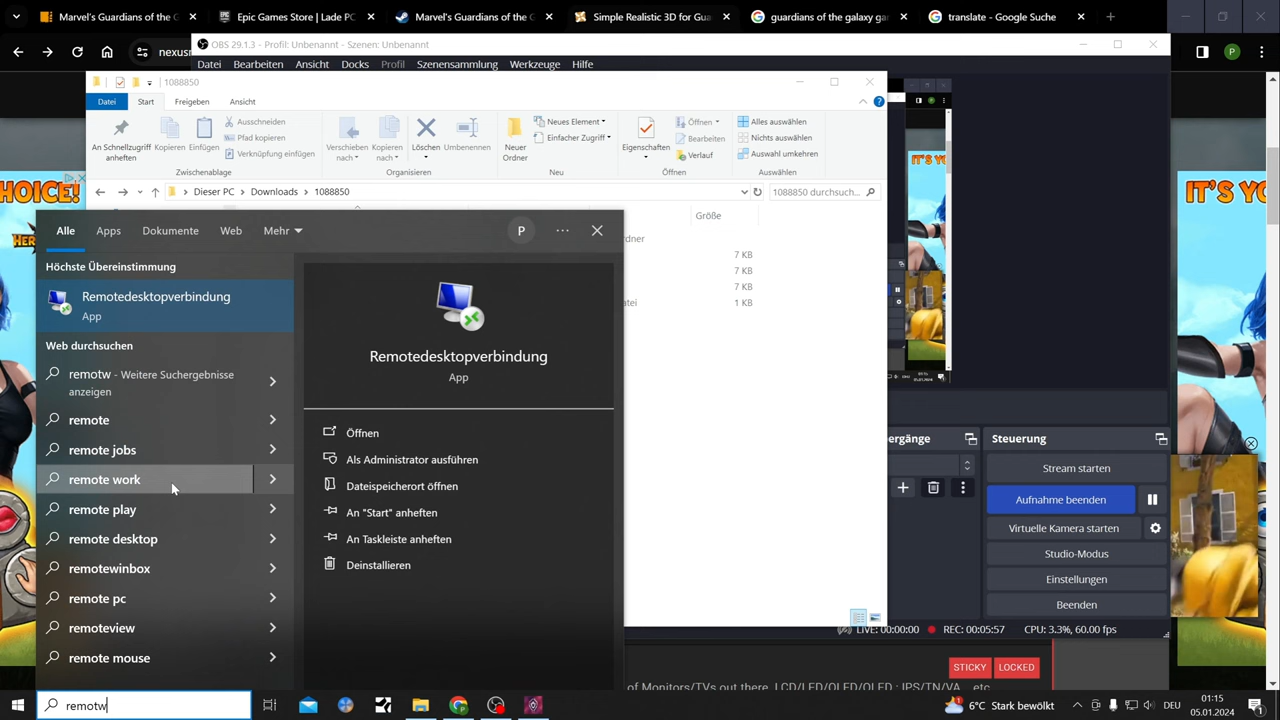 Marvel's Guardians of the G
Epic Games Store | Lade PC
Marvel's Guardians of the
Simple Realistic 3D for Gua
guardians of the galaxy gar
translate - Google Suche
nexusm
P
OBS 29.1.3 - Profil: Unbenannt - Szenen: Unbenannt
Datei Bearbeiten Ansicht Docks Profil Szenensammlung Werkzeuge Hilfe
1088850
Datei Start Freigeben Ansicht
An Schnellzugriff anheften
Kopieren
Einfügen
Ausschneiden
Pfad kopieren
Verknüpfung einfügen
Zwischenablage
Verschieben nach
Kopieren nach
Löschen
Umbenennen
Organisieren
Neuer Ordner
Neues Element
Einfacher Zugriff
Neu
Eigenschaften
Öffnen
Bearbeiten
Verlauf
Öffnen
Alles auswählen
Nichts auswählen
Auswahl umkehren
Auswählen
Dieser PC > Downloads > 1088850
1088850 durchsuch...
CHOICE!
IT'S YO
Größe
rdner
7 KB
7 KB
7 KB
atei 1 KB
Alle Apps Dokumente Web Mehr
P
Höchste Übereinstimmung
Remotedesktopverbindung
App
Web durchsuchen
remotw - Weitere Suchergebnisse
anzeigen
remote
remote jobs
remote work
remote play
remote desktop
remotewinbox
remote pc
remoteview
remote mouse
Remotedesktopverbindung
App
Öffnen
Als Administrator ausführen
Dateispeicherort öffnen
An "Start" anheften
An Taskleiste anheften
Deinstallieren
ergänge
Steuerung
Stream starten
Aufnahme beenden
Virtuelle Kamera starten
Studio-Modus
Einstellungen
Beenden
LIVE: 00:00:00 REC: 00:05:57 CPU: 3.3%, 60.00 fps
STICKY LOCKED
of Monitors/TVs out there. LCD/LED/OLED/QLED : IPS/TN/VA... etc
remotw
6°C Stark bewölkt
DEU
01:15
05.01.2024